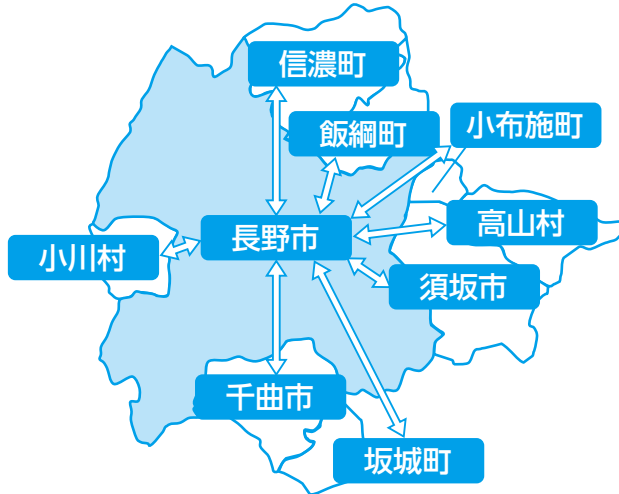 信濃町
飯綱町
小布施町
長野市
高山村
小川村
須坂市
千曲市
坂城町